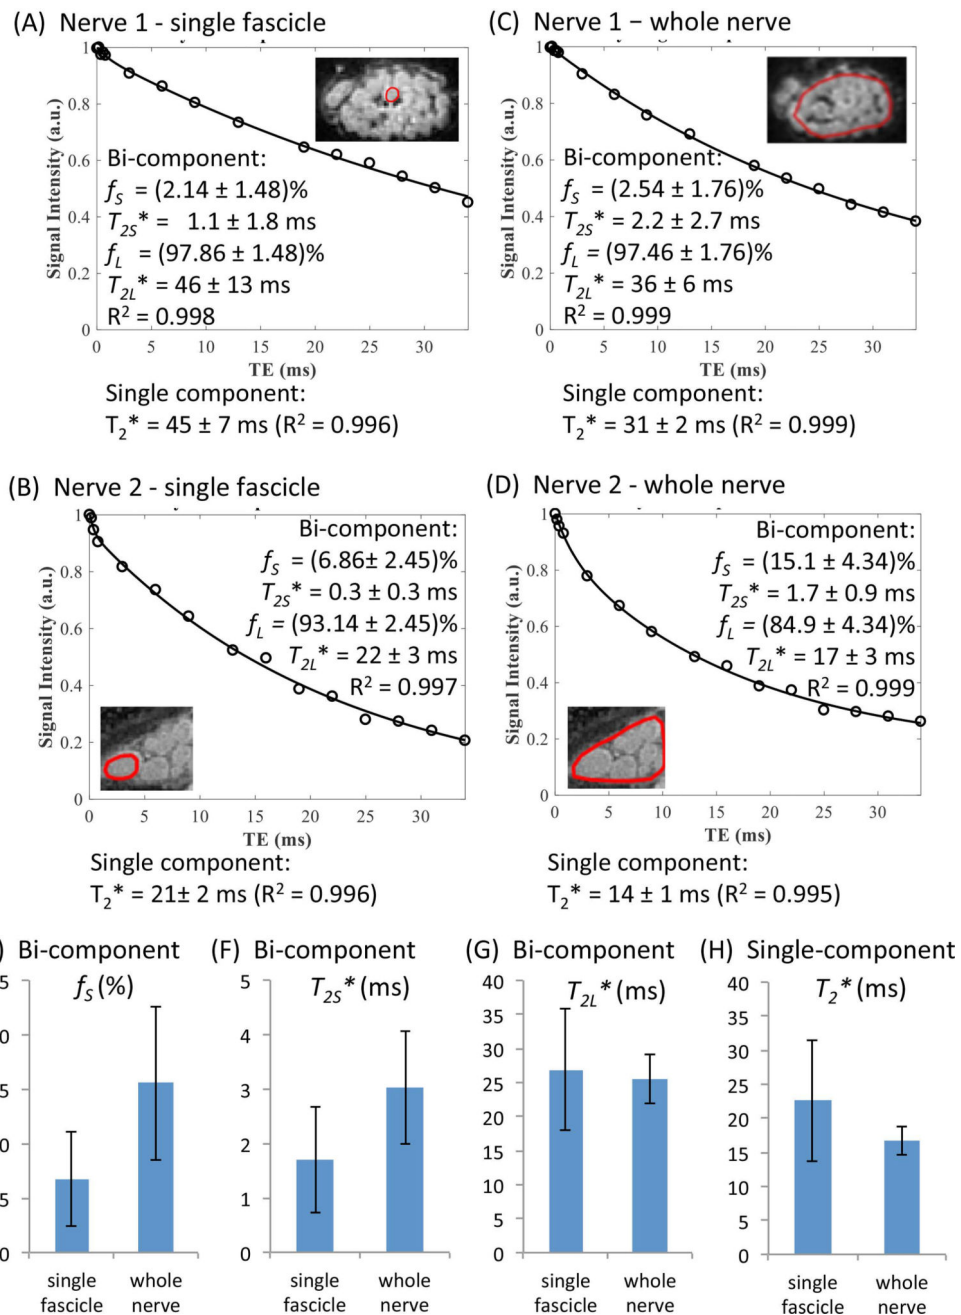 (A) Nerve 1 - single fascicle
1
0.8
0.6
0.4
0.2
0
Signal Intensity (a.u.)
Bi-component:
fS = (2.14 ± 1.48)%
T2S* = 1.1 ± 1.8 ms
fL = (97.86 ± 1.48)%
T2L* = 46 ± 13 ms
R² = 0.998
0 5 10 15 20 25 30
TE (ms)
Single component:
T2* = 45 ± 7 ms (R² = 0.996)
(C) Nerve 1 – whole nerve
1
0.8
0.6
0.4
0.2
0
Signal Intensity (a.u.)
Bi-component:
fS = (2.54 ± 1.76)%
T2S* = 2.2 ± 2.7 ms
fL = (97.46 ± 1.76)%
T2L* = 36 ± 6 ms
R² = 0.999
0 5 10 15 20 25 30
TE (ms)
Single component:
T2* = 31 ± 2 ms (R² = 0.999)
(B) Nerve 2 - single fascicle
1
0.8
0.6
0.4
0.2
0
Signal Intensity (a.u.)
Bi-component:
fS = (6.86± 2.45)%
T2S* = 0.3 ± 0.3 ms
fL = (93.14 ± 2.45)%
T2L* = 22 ± 3 ms
R² = 0.997
0 5 10 15 20 25 30
TE (ms)
Single component:
T2* = 21± 2 ms (R² = 0.996)
(D) Nerve 2 - whole nerve
1
0.8
0.6
0.4
0.2
0
Signal Intensity (a.u.)
Bi-component:
fS = (15.1 ± 4.34)%
T2S* = 1.7 ± 0.9 ms
fL = (84.9 ± 4.34)%
T2L* = 17 ± 3 ms
R² = 0.999
0 5 10 15 20 25 30
TE (ms)
Single component:
T2* = 14 ± 1 ms (R² = 0.995)
) Bi-component
fS (%)
5
0
5
0
5
0
single fascicle
whole nerve
(F) Bi-component
T2S* (ms)
5
4
3
2
1
0
single fascicle
whole nerve
(G) Bi-component
T2L* (ms)
40
35
30
25
20
15
10
5
0
single fascicle
whole nerve
(H) Single-component
T2* (ms)
40
35
30
25
20
15
10
5
0
single fascicle
whole nerve